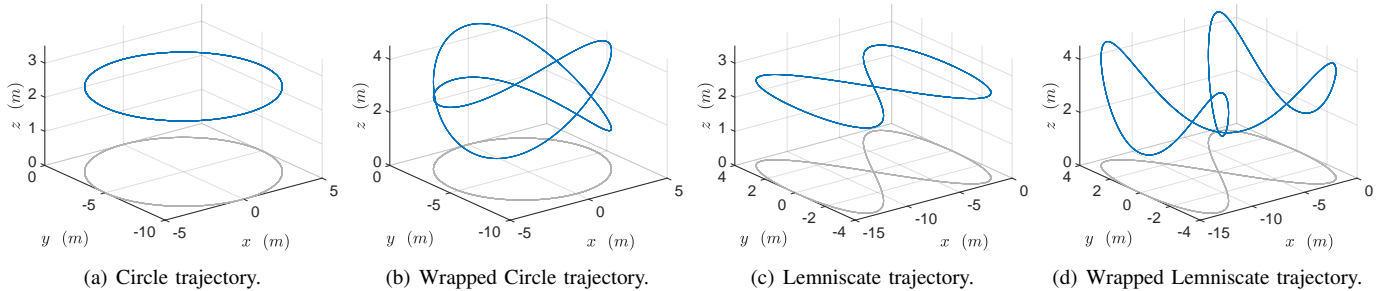 3
2
1
0
z (m)
0
-5
-10
y (m)
-5
0
5
x (m)
(a) Circle trajectory.
4
2
0
z (m)
0
-5
-10
y (m)
-5
0
5
x (m)
(b) Wrapped Circle trajectory.
3
2
1
0
z (m)
4
2
0
-2
-4
y (m)
-15
-10
-5
0
x (m)
(c) Lemniscate trajectory.
4
2
0
z (m)
4
2
0
-2
-4
y (m)
-15
-10
-5
0
x (m)
(d) Wrapped Lemniscate trajectory.